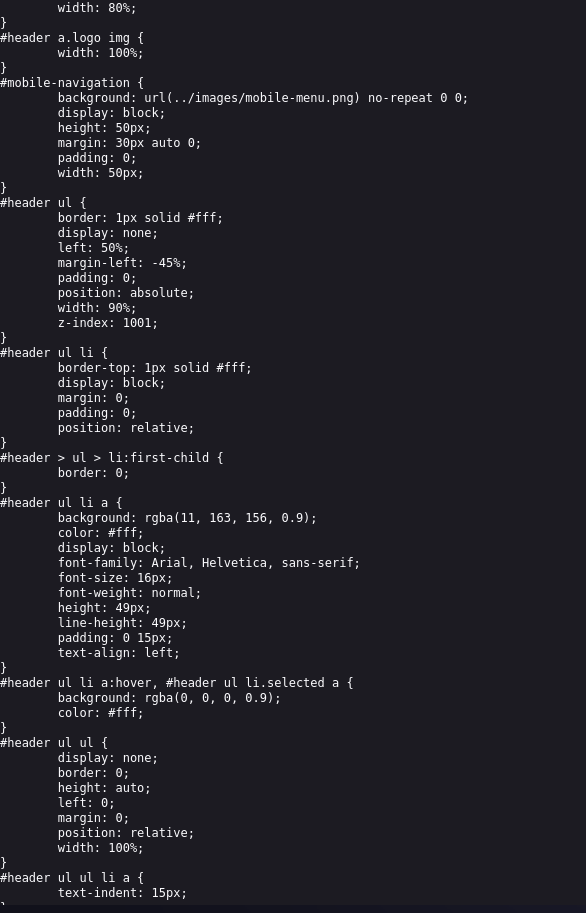 width: 80%;
}
#header a.logo img {
	width: 100%;
}
#mobile-navigation {
	background: url(../images/mobile-menu.png) no-repeat 0 0;
	display: block;
	height: 50px;
	margin: 30px auto 0;
	padding: 0;
	width: 50px;
}
#header ul {
	border: 1px solid #fff;
	display: none;
	left: 50%;
	margin-left: -45%;
	padding: 0;
	position: absolute;
	width: 90%;
	z-index: 1001;
}
#header ul li {
	border-top: 1px solid #fff;
	display: block;
	margin: 0;
	padding: 0;
	position: relative;
}
#header > ul > li:first-child {
	border: 0;
}
#header ul li a {
	background: rgba(11, 163, 156, 0.9);
	color: #fff;
	display: block;
	font-family: Arial, Helvetica, sans-serif;
	font-size: 16px;
	font-weight: normal;
	height: 49px;
	line-height: 49px;
	padding: 0 15px;
	text-align: left;
}
#header ul li a:hover, #header ul li.selected a {
	background: rgba(0, 0, 0, 0.9);
	color: #fff;
}
#header ul ul {
	display: none;
	border: 0;
	height: auto;
	left: 0;
	margin: 0;
	position: relative;
	width: 100%;
}
#header ul ul li a {
	text-indent: 15px;
}